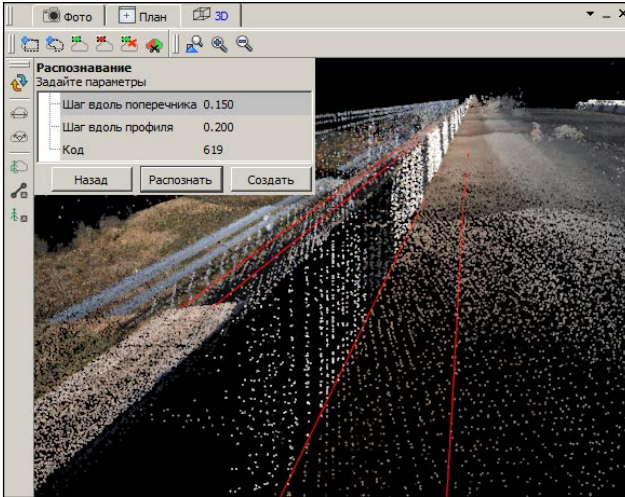 Фото План 3D
Распознавание
Задайте параметры
Шаг вдоль поперечника 0.150
Шаг вдоль профиля 0.200
Код 619
Назад Распознать Создать